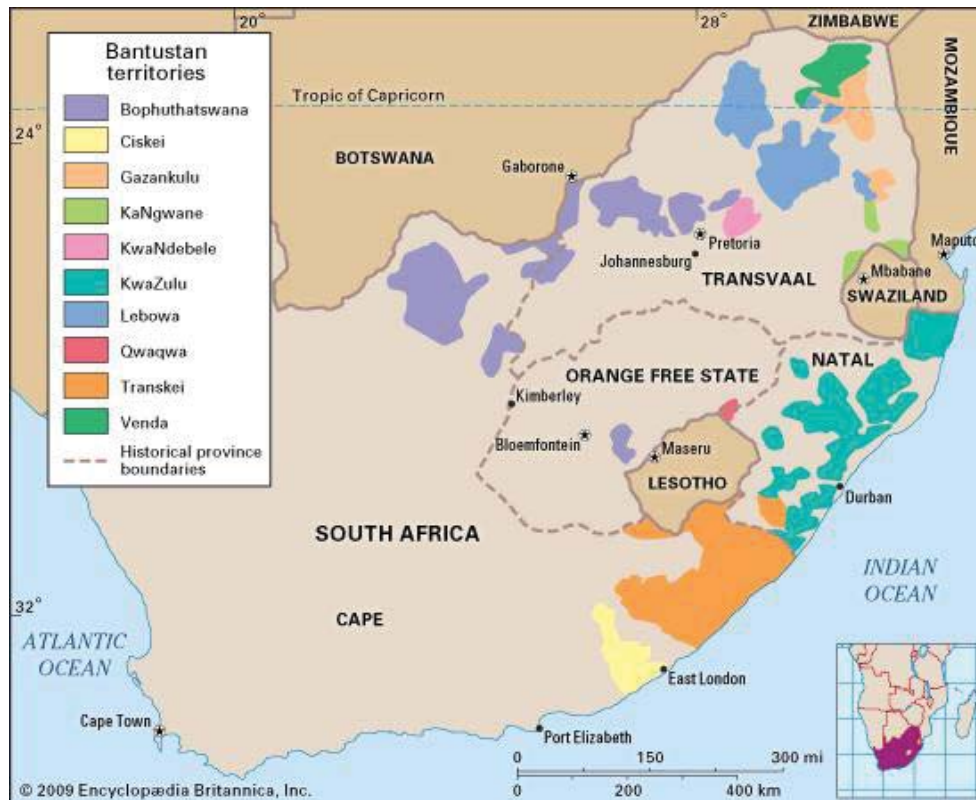 20°
28°
ZIMBABWE
MOZAMBIQUE
Bantustan
territories
Bophuthatswana
Ciskei
Gazankulu
KaNgwane
KwaNdebele
KwaZulu
Lebowa
Qwaqwa
Transkei
Venda
Historical province
boundaries
Tropic of Capricorn
24°
BOTSWANA
Gaborone
Pretoria
Johannesburg
TRANSVAAL
Maputo
Mbabane
SWAZILAND
NATAL
ORANGE FREE STATE
Kimberley
Bloemfontein
Maseru
LESOTHO
Durban
SOUTH AFRICA
INDIAN
OCEAN
32°
CAPE
ATLANTIC
OCEAN
East London
Cape Town
Port Elizabeth
0 150 300 mi
0 200 400 km
© 2009 Encyclopædia Britannica, Inc.